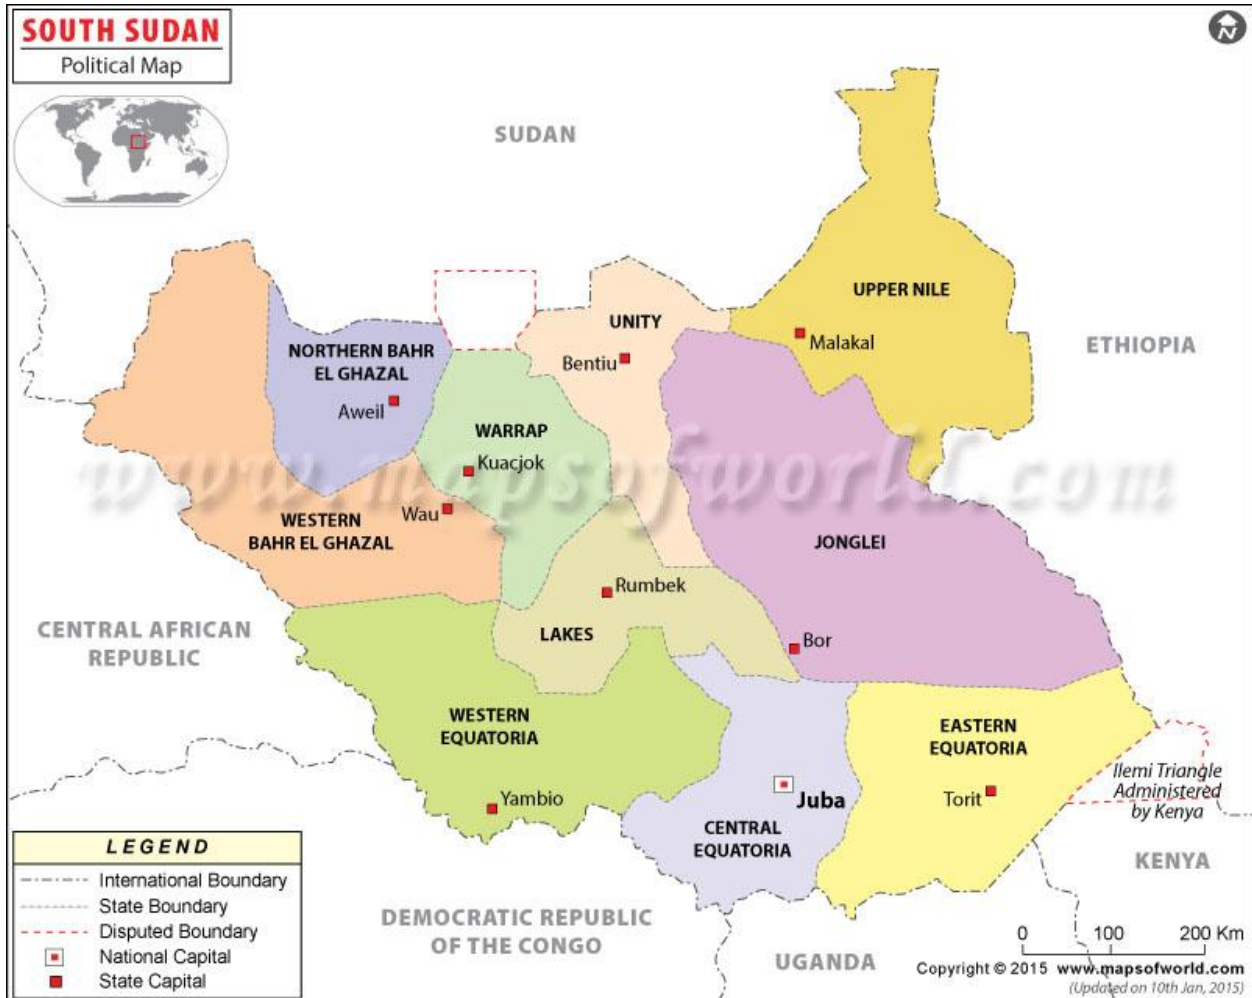 SOUTH SUDAN
Political Map
N
SUDAN
UPPER NILE
UNITY
Malakal
ETHIOPIA
NORTHERN BAHR
EL GHAZAL
Bentiu
Aweil
WARRAP
Kuacjok
www.mapsofworld.com
Wau
WESTERN
BAHR EL GHAZAL
JONGLEI
Rumbek
CENTRAL AFRICAN
REPUBLIC
LAKES
Bor
WESTERN
EQUATORIA
EASTERN
EQUATORIA
Ilemi Triangle
Administered
by Kenya
Yambio
Juba
Torit
CENTRAL
EQUATORIA
KENYA
LEGEND
International Boundary
State Boundary
Disputed Boundary
National Capital
State Capital
DEMOCRATIC REPUBLIC
OF THE CONGO
UGANDA
0 100 200 Km
Copyright © 2015 www.mapsofworld.com
(Updated on 10th Jan, 2015)